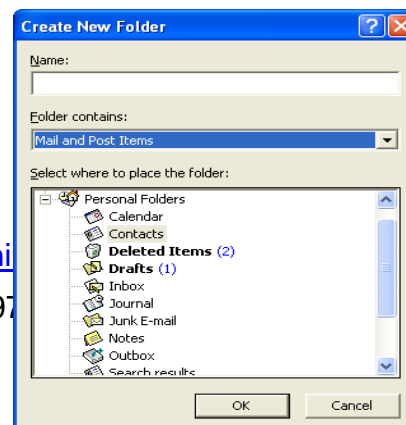 Create New Folder
Name:
Folder contains:
Mail and Post Items
Select where to place the folder:
Personal Folders
Calendar
Contacts
Deleted Items (2)
Drafts (1)
Inbox
Journal
Junk E-mail
Notes
Outbox
Search results
OK Cancel